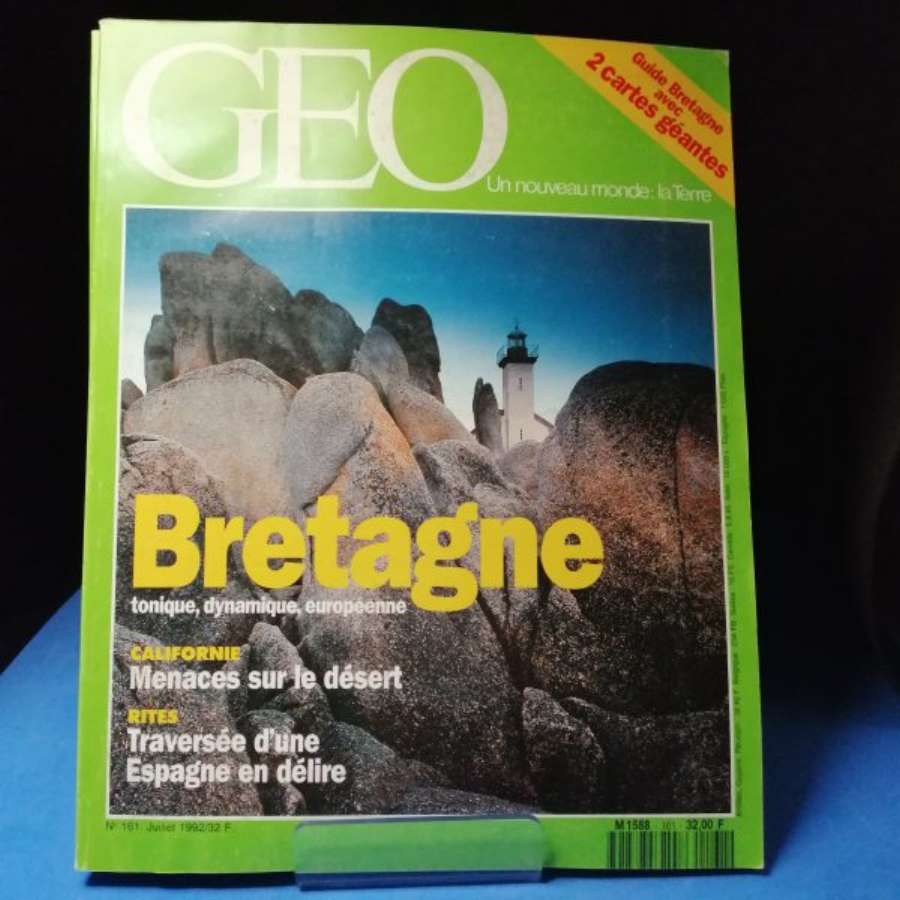 GEO
Guide Bretagne
avec
2 cartes géantes
Un nouveau monde: la Terre
Bretagne
tonique, dynamique, européenne
CALIFORNIE
Menaces sur le désert
RITES
Traversée d'une
Espagne en délire
N° 161. Juillet 1992/32 F.
M 1588 - 161 - 32,00 F